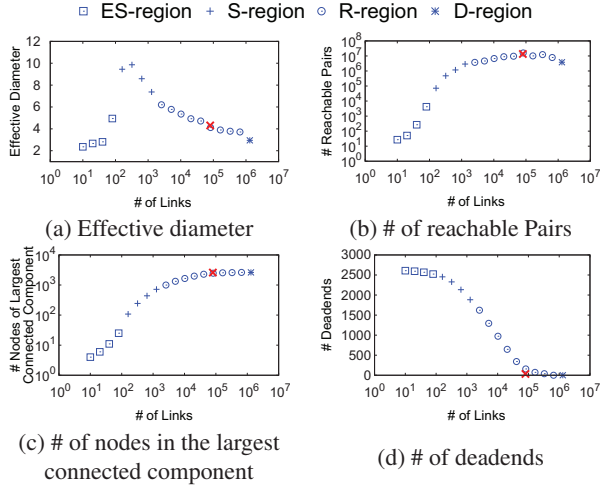 ES-region S-region R-region D-region
12
10
8
6
4
2
Effective Diameter
10^0 10^1 10^2 10^3 10^4 10^5 10^6 10^7
# of Links
(a) Effective diameter
10^7
10^6
10^5
10^4
10^3
10^2
10^1
10^0
# Reachable Pairs
10^0 10^1 10^2 10^3 10^4 10^5 10^6 10^7
# of Links
(b) # of reachable Pairs
10^4
10^3
10^2
10^1
10^0
# Nodes of Largest
Connected Component
10^0 10^1 10^2 10^3 10^4 10^5 10^6 10^7
# of Links
(c) # of nodes in the largest
connected component
3000
2500
2000
1500
1000
500
0
# Deadends
10^0 10^1 10^2 10^3 10^4 10^5 10^6 10^7
# of Links
(d) # of deadends